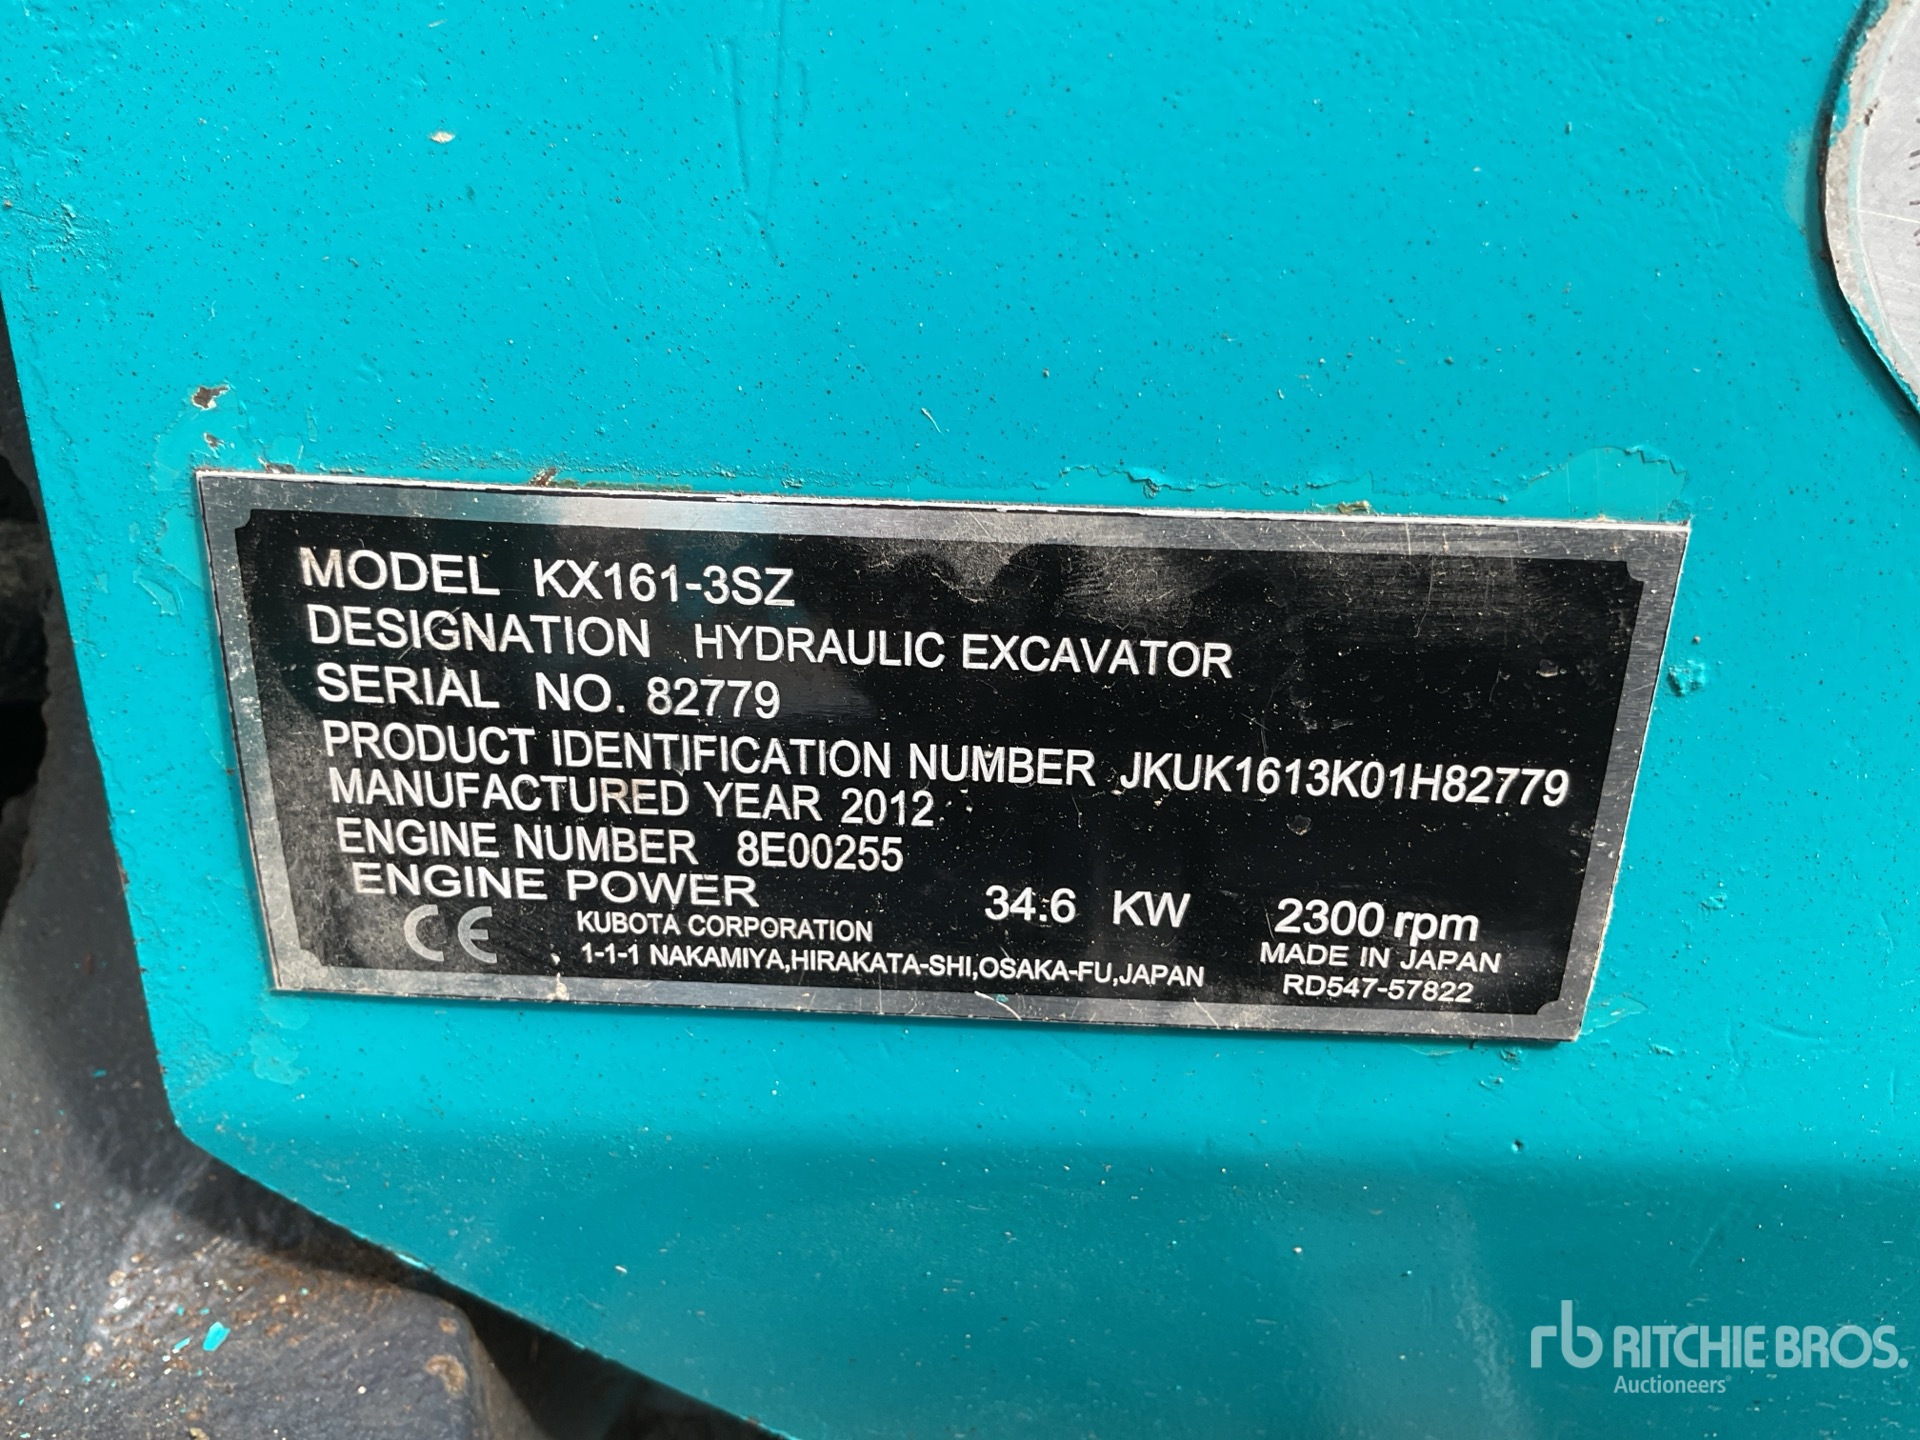 MODEL KX161-3SZ
DESIGNATION HYDRAULIC EXCAVATOR
SERIAL NO. 82779
PRODUCT IDENTIFICATION NUMBER JKUK1613K01H82779
MANUFACTURED YEAR 2012
ENGINE NUMBER 8E00255
ENGINE POWER 34.6 KW 2300 rpm
CE KUBOTA CORPORATION MADE IN JAPAN
1-1-1 NAKAMIYA,HIRAKATA-SHI,OSAKA-FU,JAPAN RD547-57822
rb RITCHIE BROS.
Auctioneers